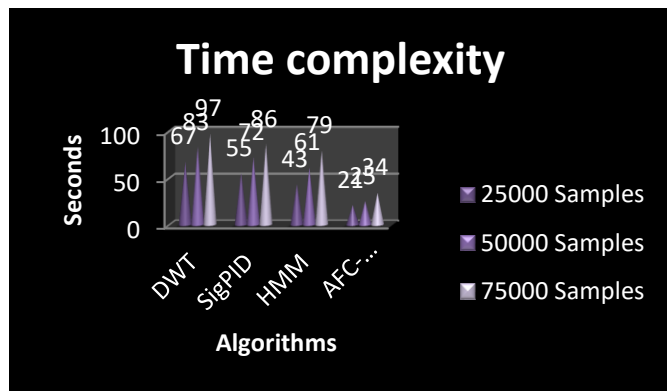 Time complexity
Seconds
100
50
0
67
83
97
55
72
86
43
61
79
21
25
34
DWT
SigPID
HMM
AFC-...
Algorithms
25000 Samples
50000 Samples
75000 Samples